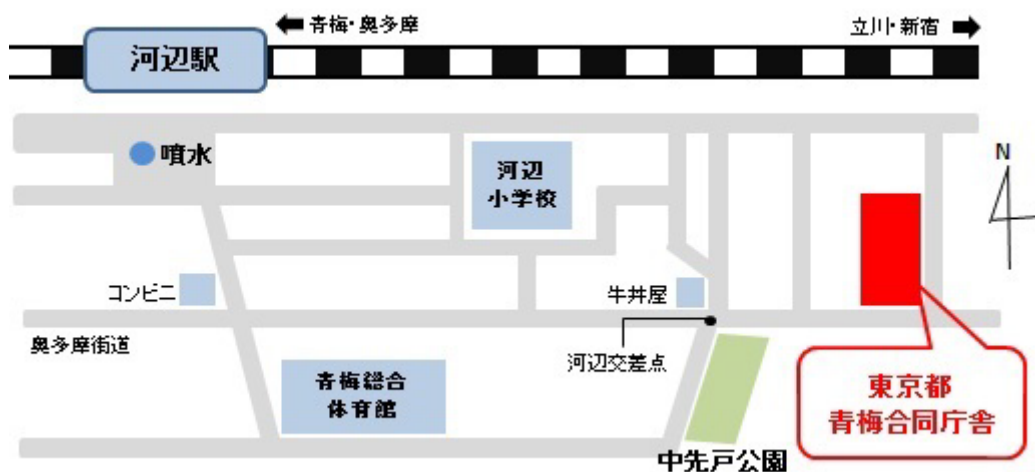 青梅・奥多摩
立川・新宿
河辺駅
噴水
河辺
小学校
N
コンビニ
牛丼屋
奥多摩街道
河辺交差点
青梅総合
体育館
東京都
青梅合同庁舎
中先戸公園